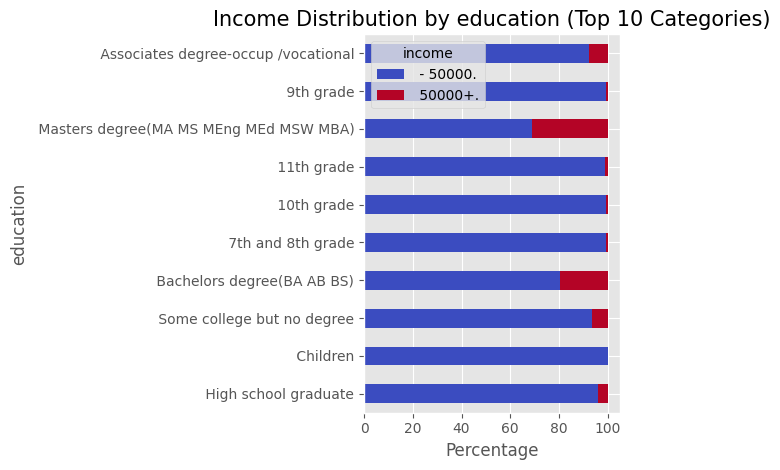 Income Distribution by education (Top 10 Categories)
income
- 50000.
50000+.
education
Associates degree-occup /vocational
9th grade
Masters degree(MA MS MEng MEd MSW MBA)
11th grade
10th grade
7th and 8th grade
Bachelors degree(BA AB BS)
Some college but no degree
Children
High school graduate
0 20 40 60 80 100
Percentage